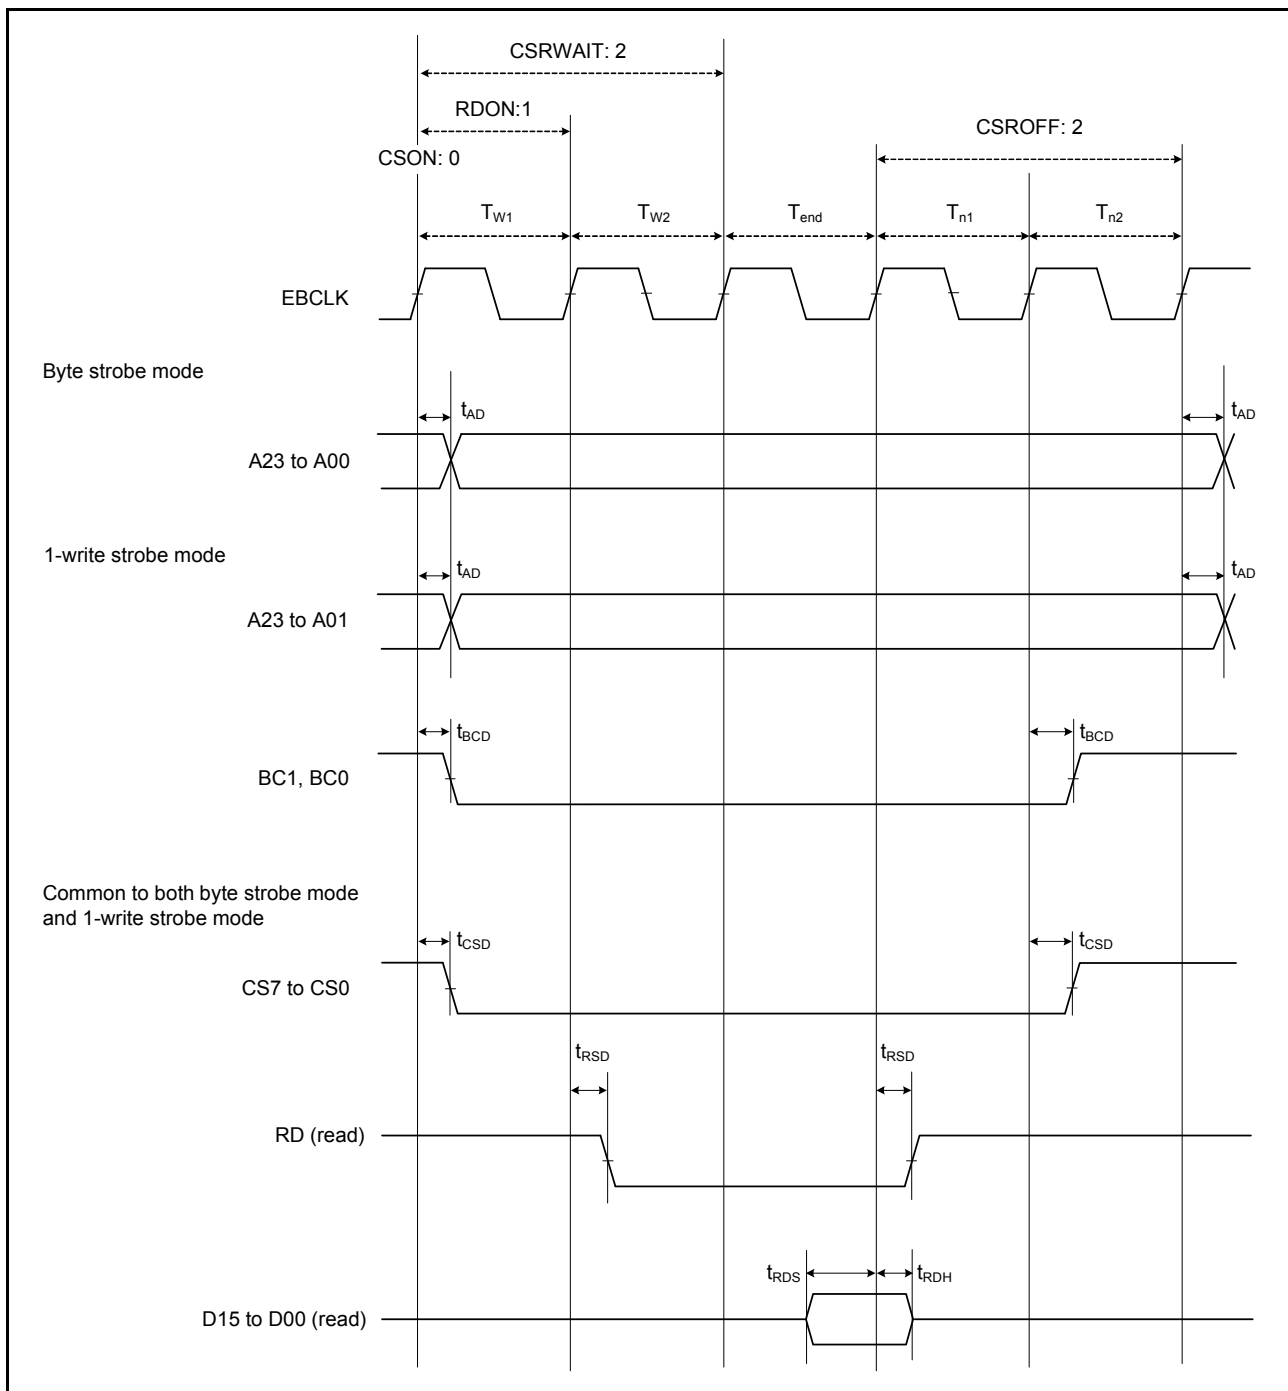 CSRWAIT: 2
RDON:1
CSROFF: 2
CSON: 0
TW1
TW2
Tend
Tn1
Tn2
EBCLK
Byte strobe mode
tAD
tAD
A23 to A00
1-write strobe mode
tAD
tAD
A23 to A01
tBCD
tBCD
BC1, BC0
Common to both byte strobe mode
and 1-write strobe mode
tCSD
tCSD
CS7 to CS0
tRSD
tRSD
RD (read)
tRDS
tRDH
D15 to D00 (read)